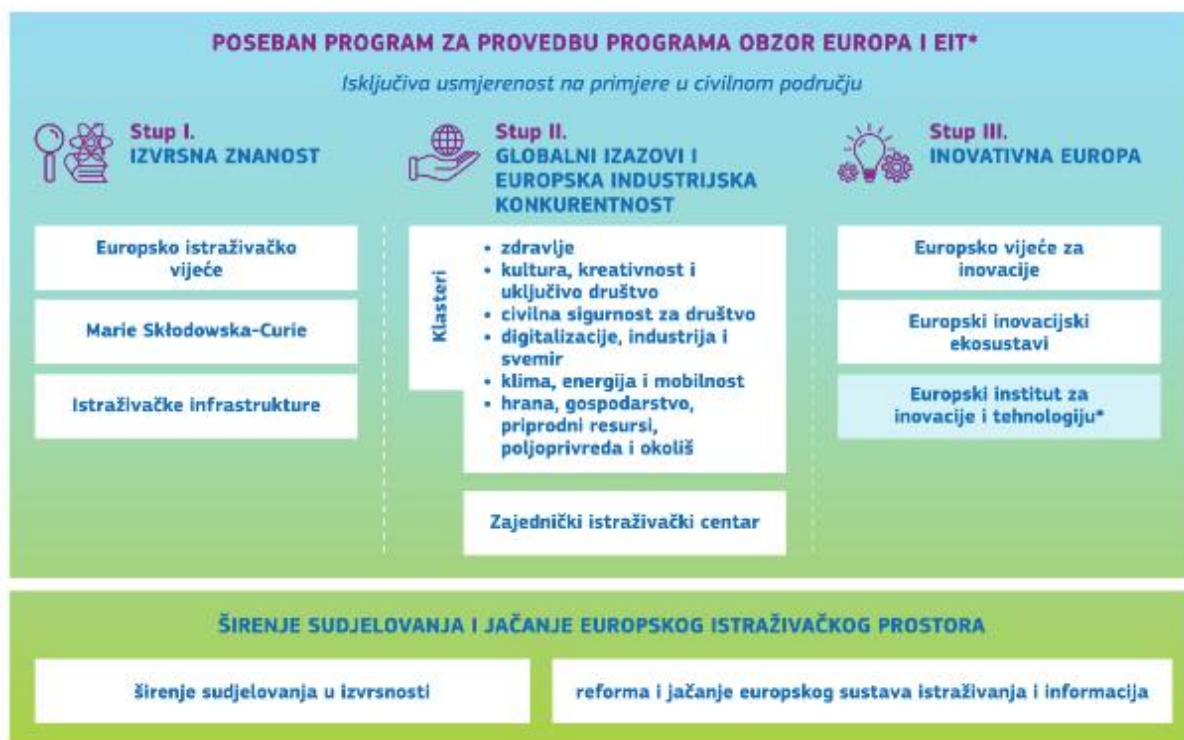 POSEBAN PROGRAM ZA PROVEDBU PROGRAMA OBZOR EUROPA I EIT*
Isključiva usmjerenost na primjere u civilnom području
Stup I.
IZVRSNA ZNANOST
Europsko istraživačko
vijeće
Marie Skłodowska-Curie
Istraživačke infrastrukture
Stup II.
GLOBALNI IZAZOVI I
EUROPSKA INDUSTRIJSKA
KONKURENTNOST
Klasteri
• zdravlje
• kultura, kreativnost i
uključivo društvo
• civilna sigurnost za društvo
• digitalizacije, industrija i
svemir
• klima, energija i mobilnost
• hrana, gospodarstvo,
priprodni resursi,
poljoprivreda i okoliš
Zajednički istraživački centar
Stup III.
INOVATIVNA EUROPA
Europsko vijeće za
inovacije
Europski inovacijski
ekosustavi
Europski institut za
inovacije i tehnologiju*
ŠIRENJE SUDJELOVANJA I JAČANJE EUROPSKOG ISTRAŽIVAČKOG PROSTORA
širenje sudjelovanja u izvrsnosti
reforma i jačanje europskog sustava istraživanja i informacija